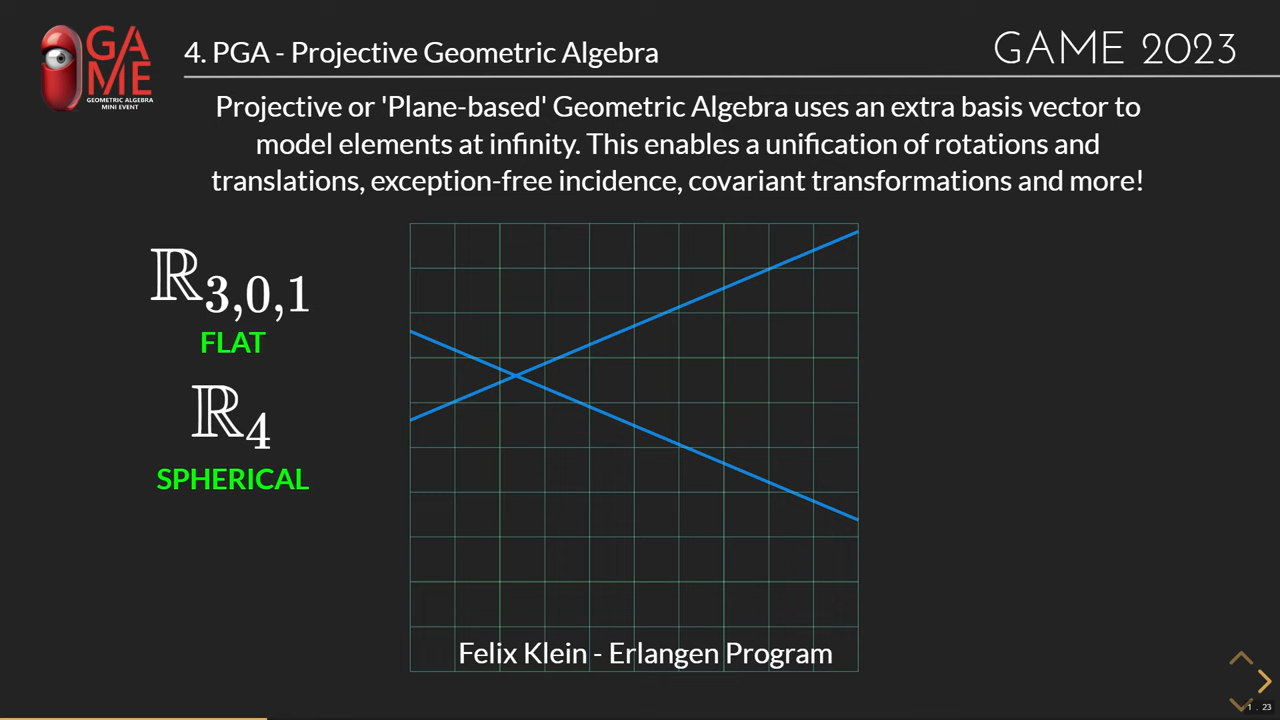 GA
ME
GEOMETRIC ALGEBRA
MINI EVENT
4. PGA - Projective Geometric Algebra
GAME 2023
Projective or 'Plane-based' Geometric Algebra uses an extra basis vector to
model elements at infinity. This enables a unification of rotations and
translations, exception-free incidence, covariant transformations and more!
ℝ₃,₀,₁
FLAT
ℝ₄
SPHERICAL
Felix Klein - Erlangen Program
1 . 23